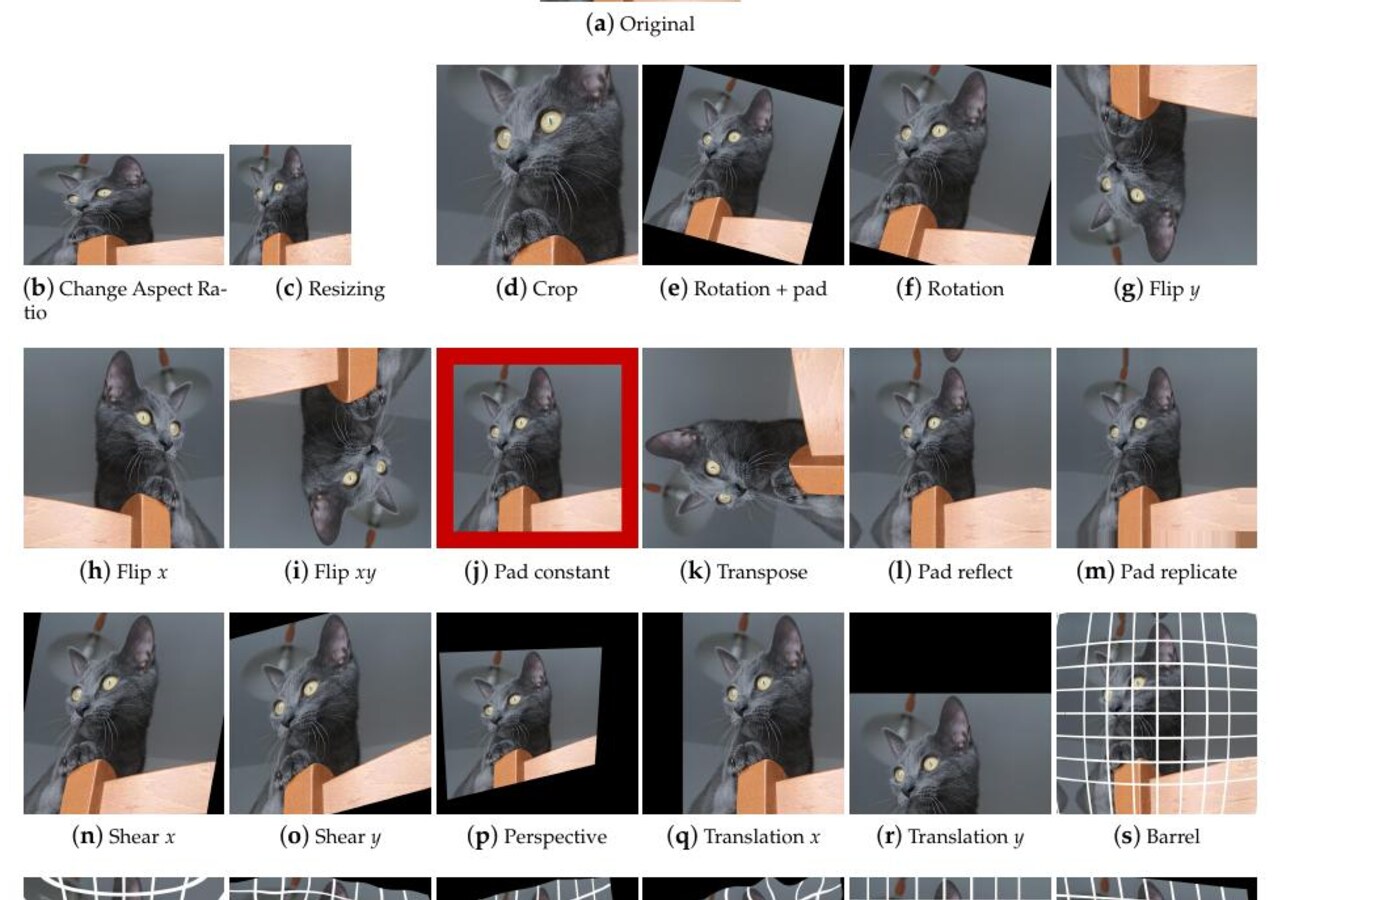 (a) Original
(b) Change Aspect Ra-
tio
(c) Resizing
(d) Crop
(e) Rotation + pad
(f) Rotation
(g) Flip y
(h) Flip x
(i) Flip xy
(j) Pad constant
(k) Transpose
(l) Pad reflect
(m) Pad replicate
(n) Shear x
(o) Shear y
(p) Perspective
(q) Translation x
(r) Translation y
(s) Barrel